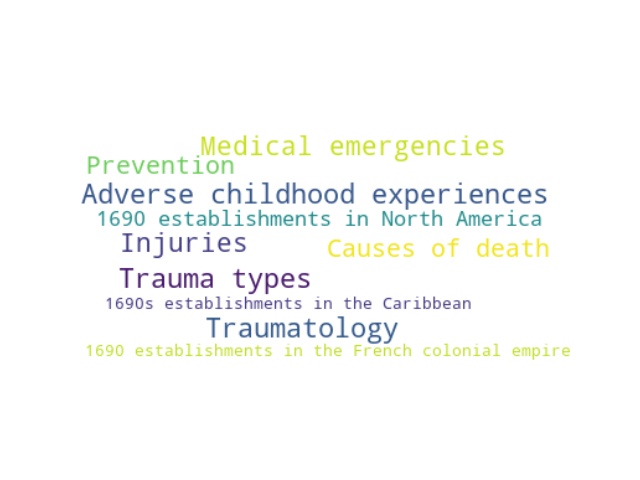 Medical emergencies
Prevention
Adverse childhood experiences
1690 establishments in North America
Injuries
Causes of death
Trauma types
1690s establishments in the Caribbean
Traumatology
1690 establishments in the French colonial empire